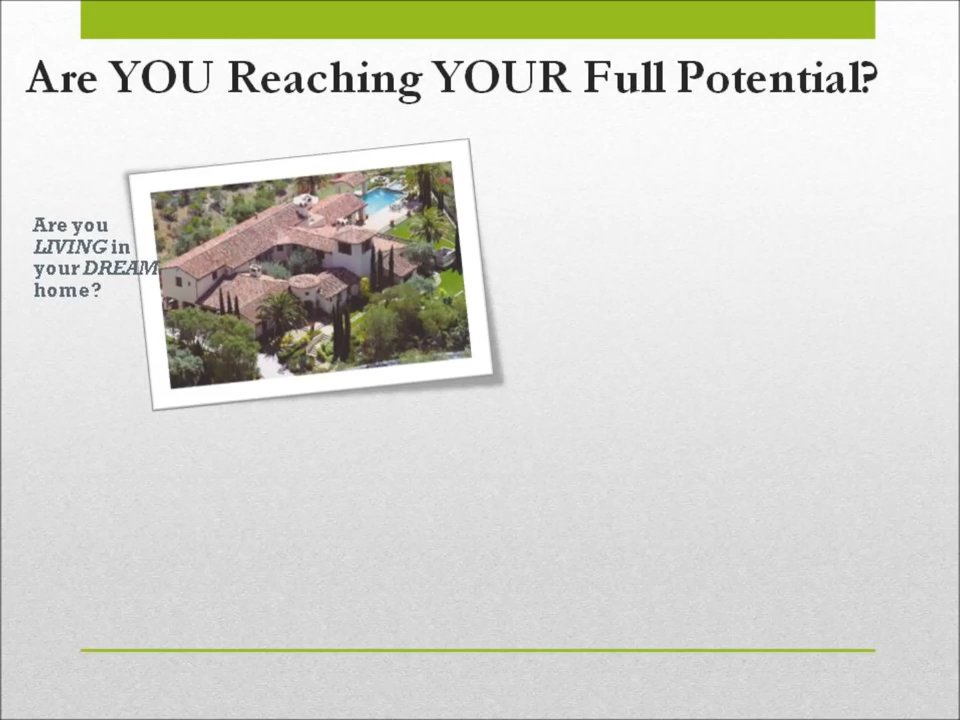 Are YOU Reaching YOUR Full Potential?
Are you
LIVING in
your DREAM
home?